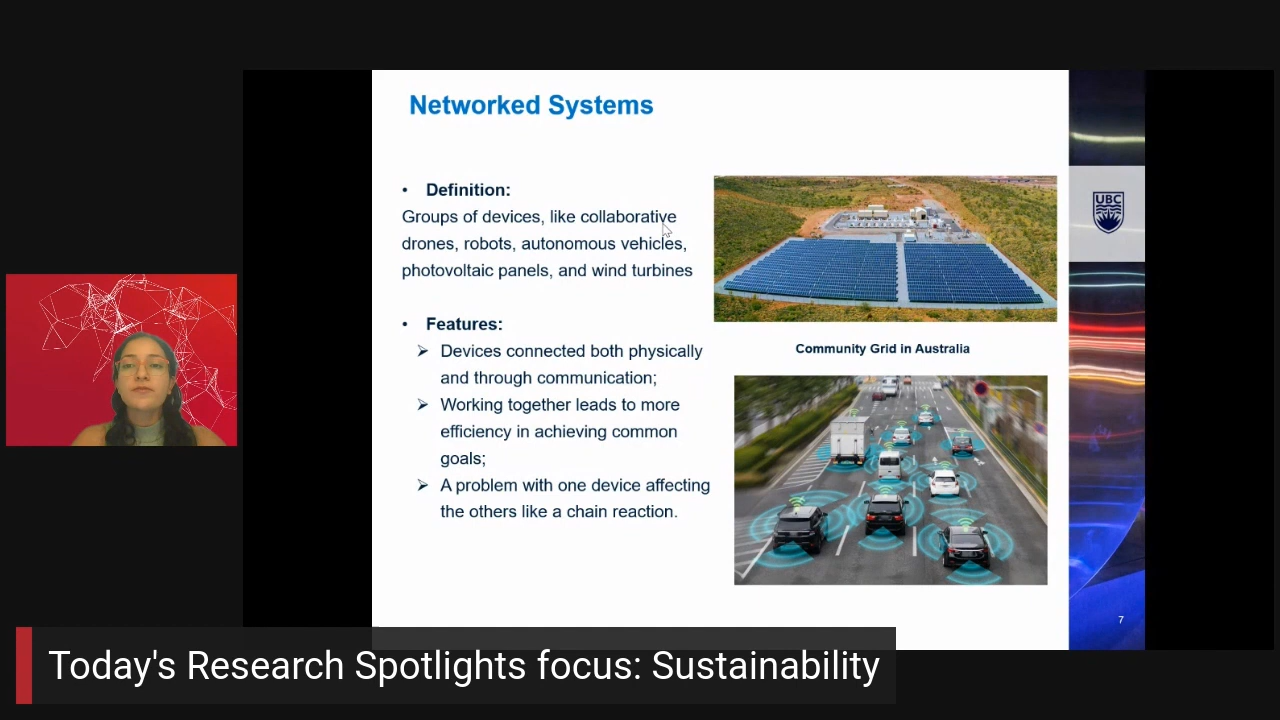 Networked Systems
• Definition:
Groups of devices, like collaborative
drones, robots, autonomous vehicles,
photovoltaic panels, and wind turbines
• Features:
➢ Devices connected both physically
and through communication;
➢ Working together leads to more
efficiency in achieving common
goals;
➢ A problem with one device affecting
the others like a chain reaction.
Community Grid in Australia
UBC
7
Today's Research Spotlights focus: Sustainability